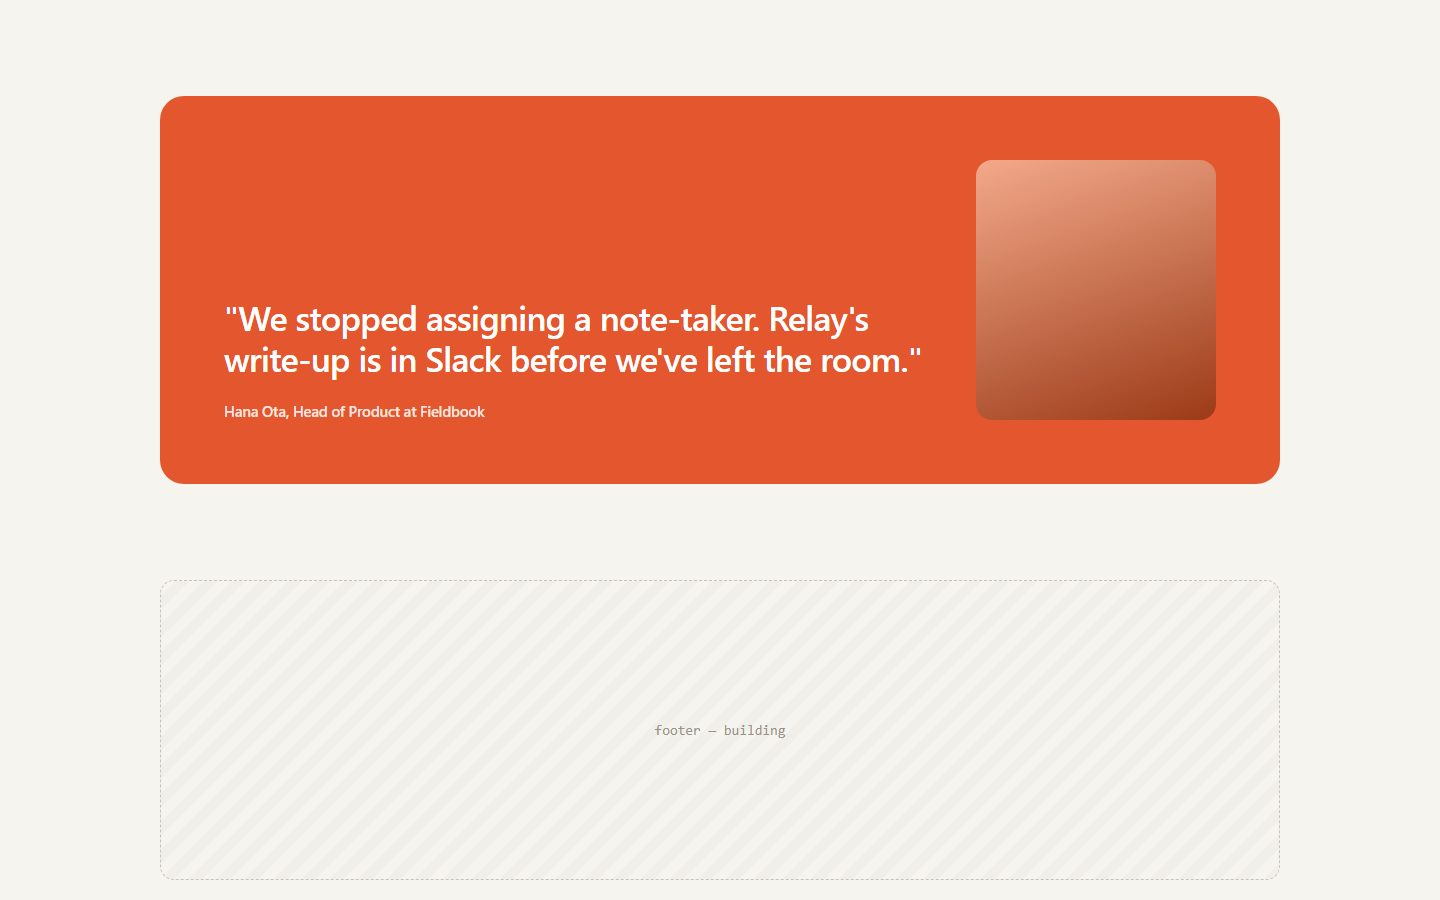 "We stopped assigning a note-taker. Relay's
write-up is in Slack before we've left the room."
Hana Ota, Head of Product at Fieldbook
footer — building